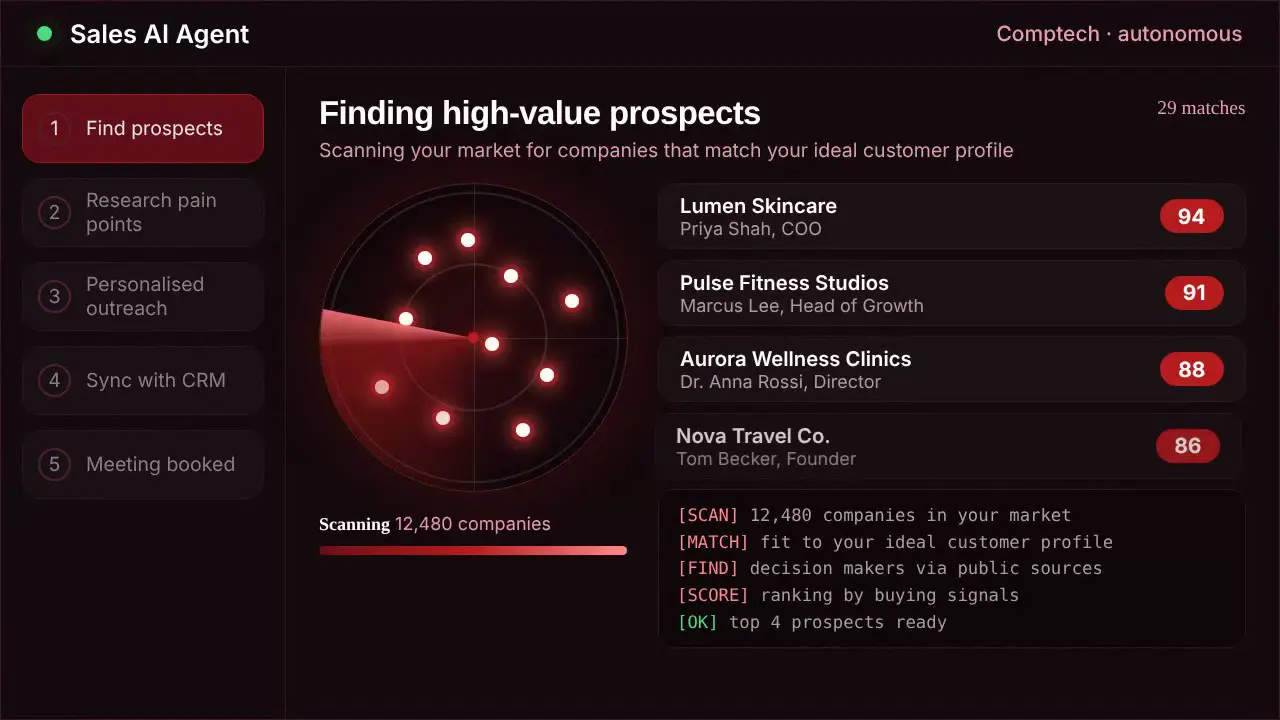 Sales AI Agent
Comptech · autonomous
1 Find prospects
2 Research pain
points
3 Personalised
outreach
4 Sync with CRM
5 Meeting booked
Finding high-value prospects
29 matches
Scanning your market for companies that match your ideal customer profile
Scanning 12,480 companies
Lumen Skincare
Priya Shah, COO
94
Pulse Fitness Studios
Marcus Lee, Head of Growth
91
Aurora Wellness Clinics
Dr. Anna Rossi, Director
88
Nova Travel Co.
Tom Becker, Founder
86
[SCAN] 12,480 companies in your market
[MATCH] fit to your ideal customer profile
[FIND] decision makers via public sources
[SCORE] ranking by buying signals
[OK] top 4 prospects ready